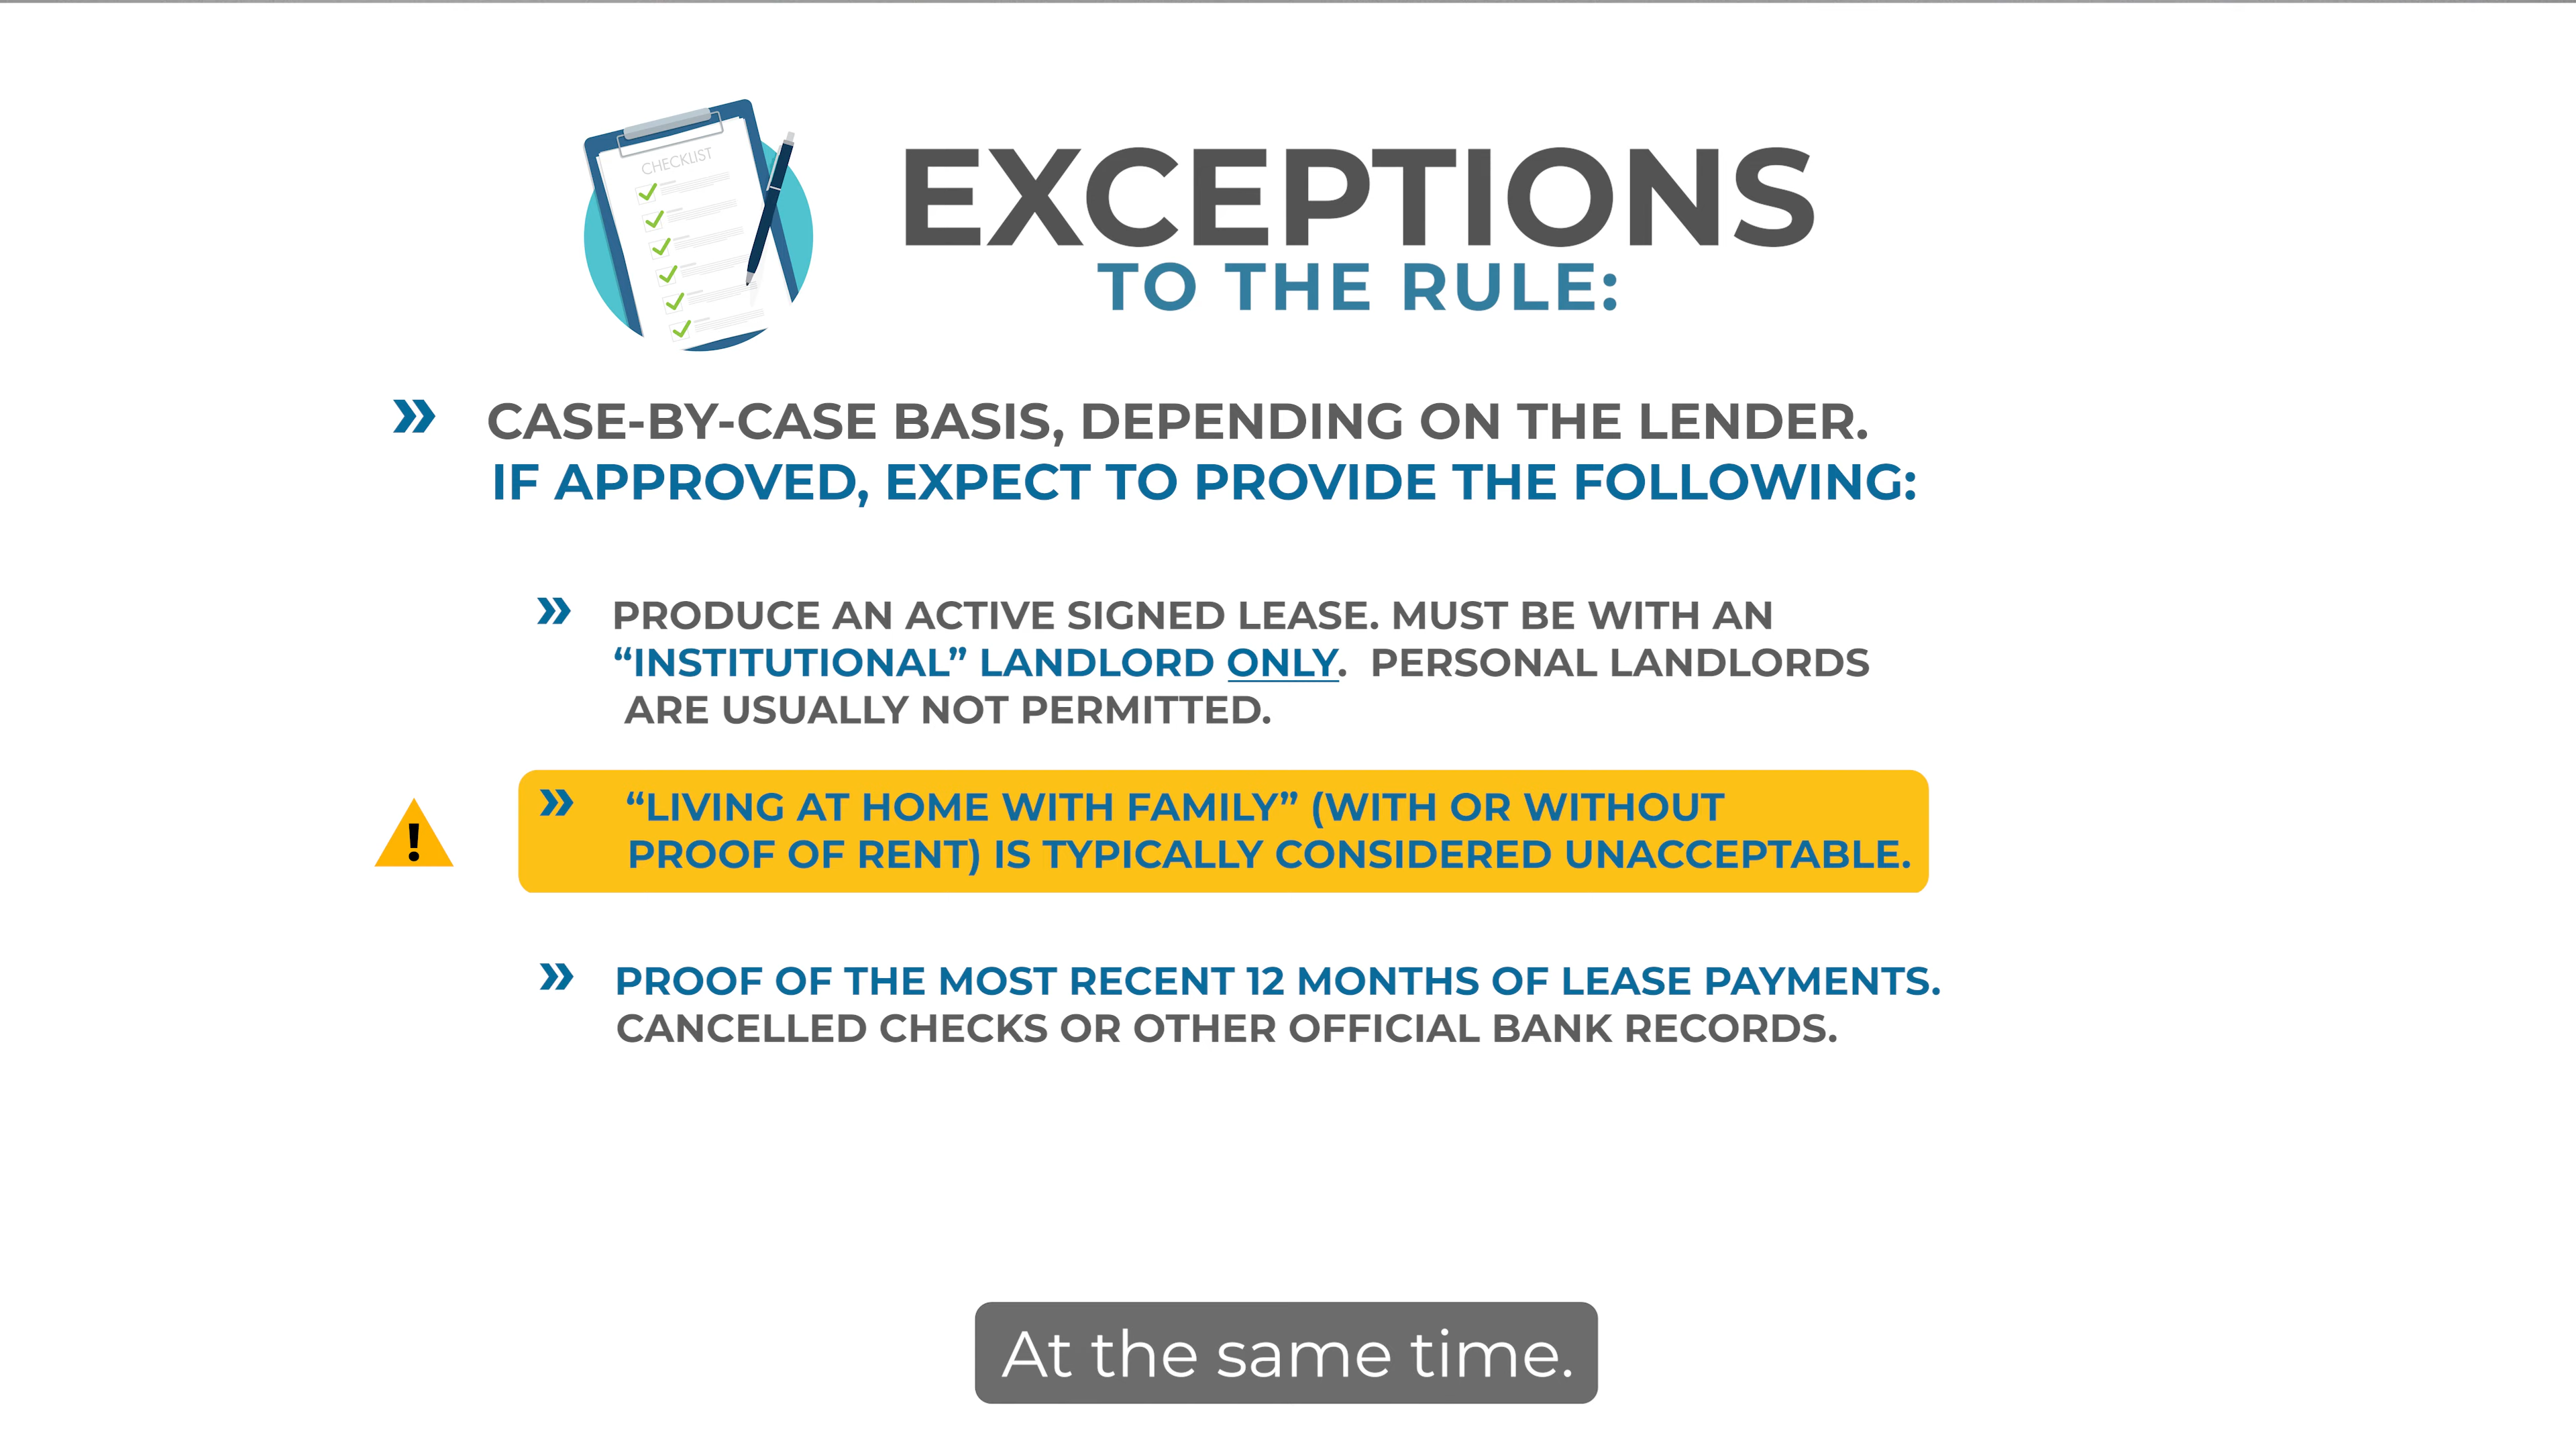 CHECKLIST
EXCEPTIONS
TO THE RULE:
» CASE-BY-CASE BASIS, DEPENDING ON THE LENDER.
IF APPROVED, EXPECT TO PROVIDE THE FOLLOWING:
» PRODUCE AN ACTIVE SIGNED LEASE. MUST BE WITH AN
“INSTITUTIONAL” LANDLORD ONLY. PERSONAL LANDLORDS
ARE USUALLY NOT PERMITTED.
!
» “LIVING AT HOME WITH FAMILY” (WITH OR WITHOUT
PROOF OF RENT) IS TYPICALLY CONSIDERED UNACCEPTABLE.
» PROOF OF THE MOST RECENT 12 MONTHS OF LEASE PAYMENTS.
CANCELLED CHECKS OR OTHER OFFICIAL BANK RECORDS.
At the same time.